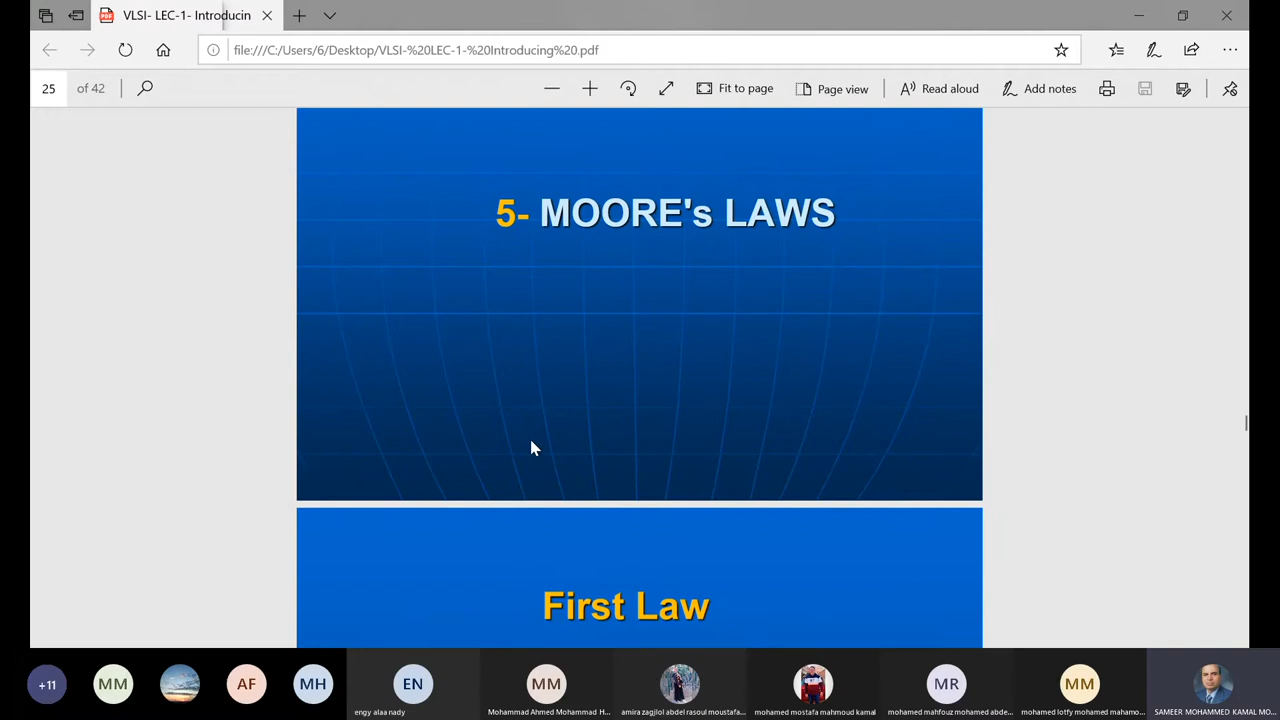 VLSI- LEC-1- Introducin
file:///C:/Users/6/Desktop/VLSI-%20LEC-1-%20Introducing%20.pdf
25 of 42
Fit to page
Page view
Read aloud
Add notes
5- MOORE's LAWS
First Law
+11
MM
AF
MH
EN
MM
MR
MM
engy alaa nady
Mohammad Ahmed Mohammad H...
amira zagjlol abdel rasoul moustafa...
mohamed mostafa mahmoud kamal
mohamed mahfouz mohamed abde...
mohamed lotfy mohamed mahamo...
SAMEER MOHAMMED KAMAL MO...